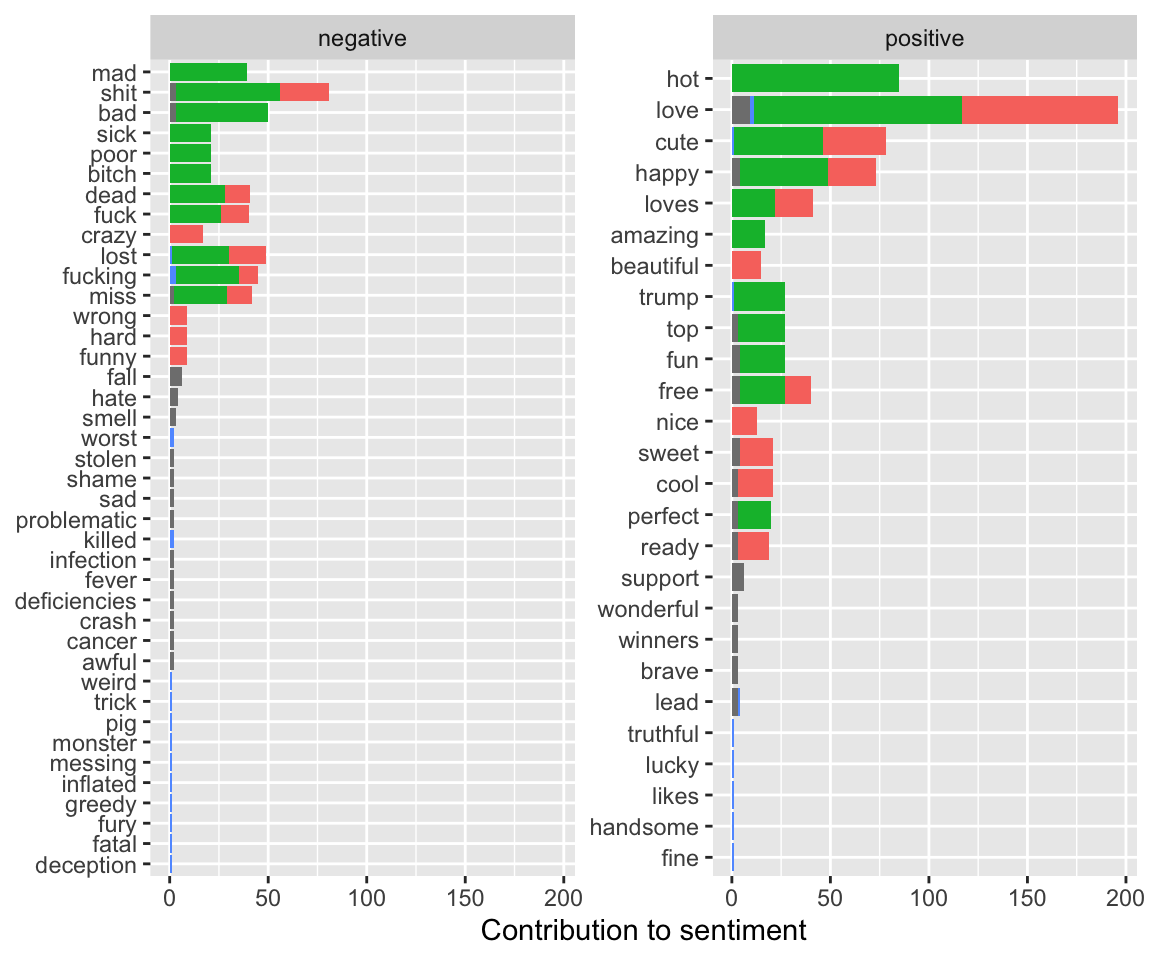 negative
positive
mad
shit
bad
sick
poor
bitch
dead
fuck
crazy
lost
fucking
miss
wrong
hard
funny
fall
hate
smell
worst
stolen
shame
sad
problematic
killed
infection
fever
deficiencies
crash
cancer
awful
weird
trick
pig
monster
messing
inflated
greedy
fury
fatal
deception
0 50 100 150 200
hot
love
cute
happy
loves
amazing
beautiful
trump
top
fun
free
nice
sweet
cool
perfect
ready
support
wonderful
winners
brave
lead
truthful
lucky
likes
handsome
fine
0 50 100 150 200
Contribution to sentiment